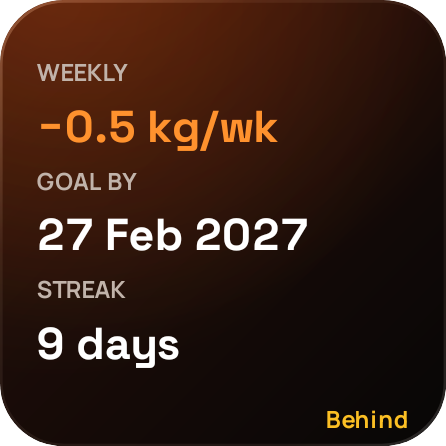 WEEKLY
−0.5 kg/wk
GOAL BY
27 Feb 2027
STREAK
9 days
Behind